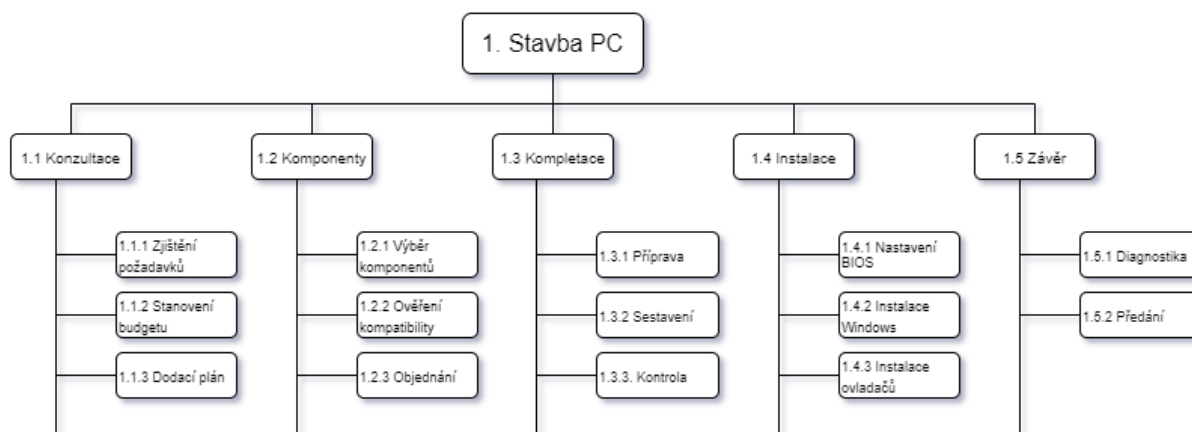 1. Stavba PC
1.1 Konzultace
1.2 Komponenty
1.3 Kompletace
1.4 Instalace
1.5 Závěr
1.1.1 Zjištění
požadavků
1.1.2 Stanovení
budgetu
1.1.3 Dodací plán
1.2.1 Výběr
komponentů
1.2.2 Ověření
kompatibility
1.2.3 Objednání
1.3.1 Příprava
1.3.2 Sestavení
1.3.3. Kontrola
1.4.1 Nastavení
BIOS
1.4.2 Instalace
Windows
1.4.3 Instalace
ovladačů
1.5.1 Diagnostika
1.5.2 Předání